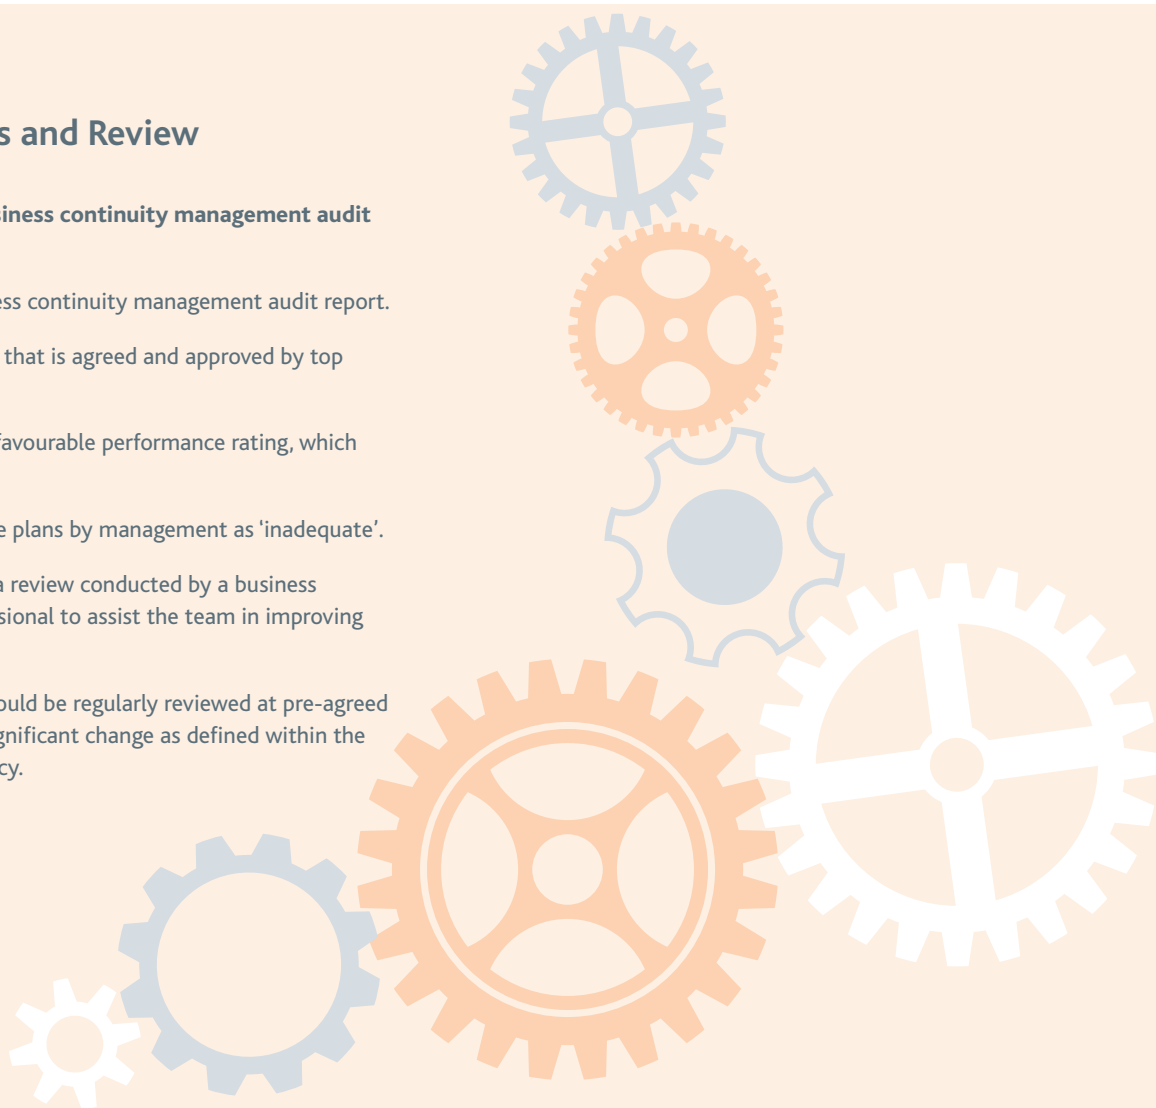 s and Review
siness continuity management audit
ess continuity management audit report.
that is agreed and approved by top
favourable performance rating, which
e plans by management as ‘inadequate’.
a review conducted by a business
sional to assist the team in improving
ould be regularly reviewed at pre-agreed
gnificant change as defined within the
cy.